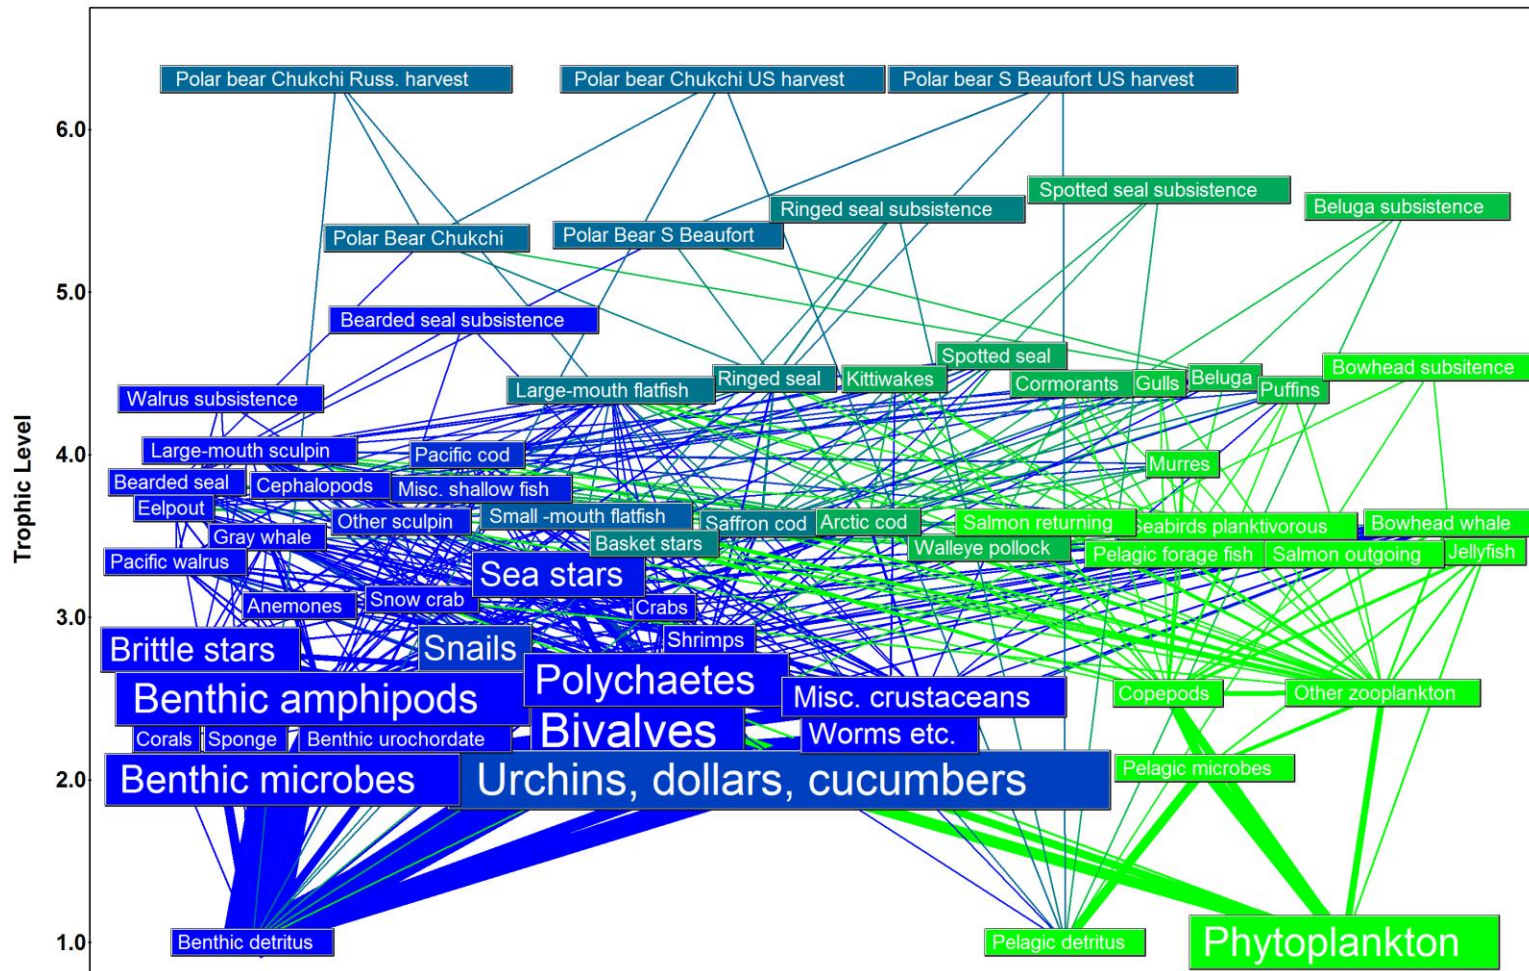 Polar bear Chukchi Russ. harvest
Polar bear Chukchi US harvest
Polar bear S Beaufort US harvest
6.0
Spotted seal subsistence
Ringed seal subsistence
Beluga subsistence
Polar Bear Chukchi
Polar Bear S Beaufort
5.0
Bearded seal subsistence
Spotted seal
Bowhead subsitence
Large-mouth flatfish
Ringed seal
Kittiwakes
Cormorants
Gulls
Beluga
Puffins
Walrus subsistence
Trophic Level
4.0
Large-mouth sculpin
Pacific cod
Murres
Bearded seal
Cephalopods
Misc. shallow fish
Eelpout
Other sculpin
Small -mouth flatfish
Saffron cod
Arctic cod
Salmon returning
Seabirds planktivorous
Bowhead whale
Gray whale
Basket stars
Walleye pollock
Pelagic forage fish
Salmon outgoing
Jellyfish
Pacific walrus
Sea stars
Anemones
Snow crab
Crabs
3.0
Brittle stars
Snails
Shrimps
Polychaetes
Benthic amphipods
Misc. crustaceans
Copepods
Other zooplankton
Corals
Sponge
Benthic urochordate
Bivalves
Worms etc.
2.0
Benthic microbes
Urchins, dollars, cucumbers
Pelagic microbes
1.0
Benthic detritus
Pelagic detritus
Phytoplankton